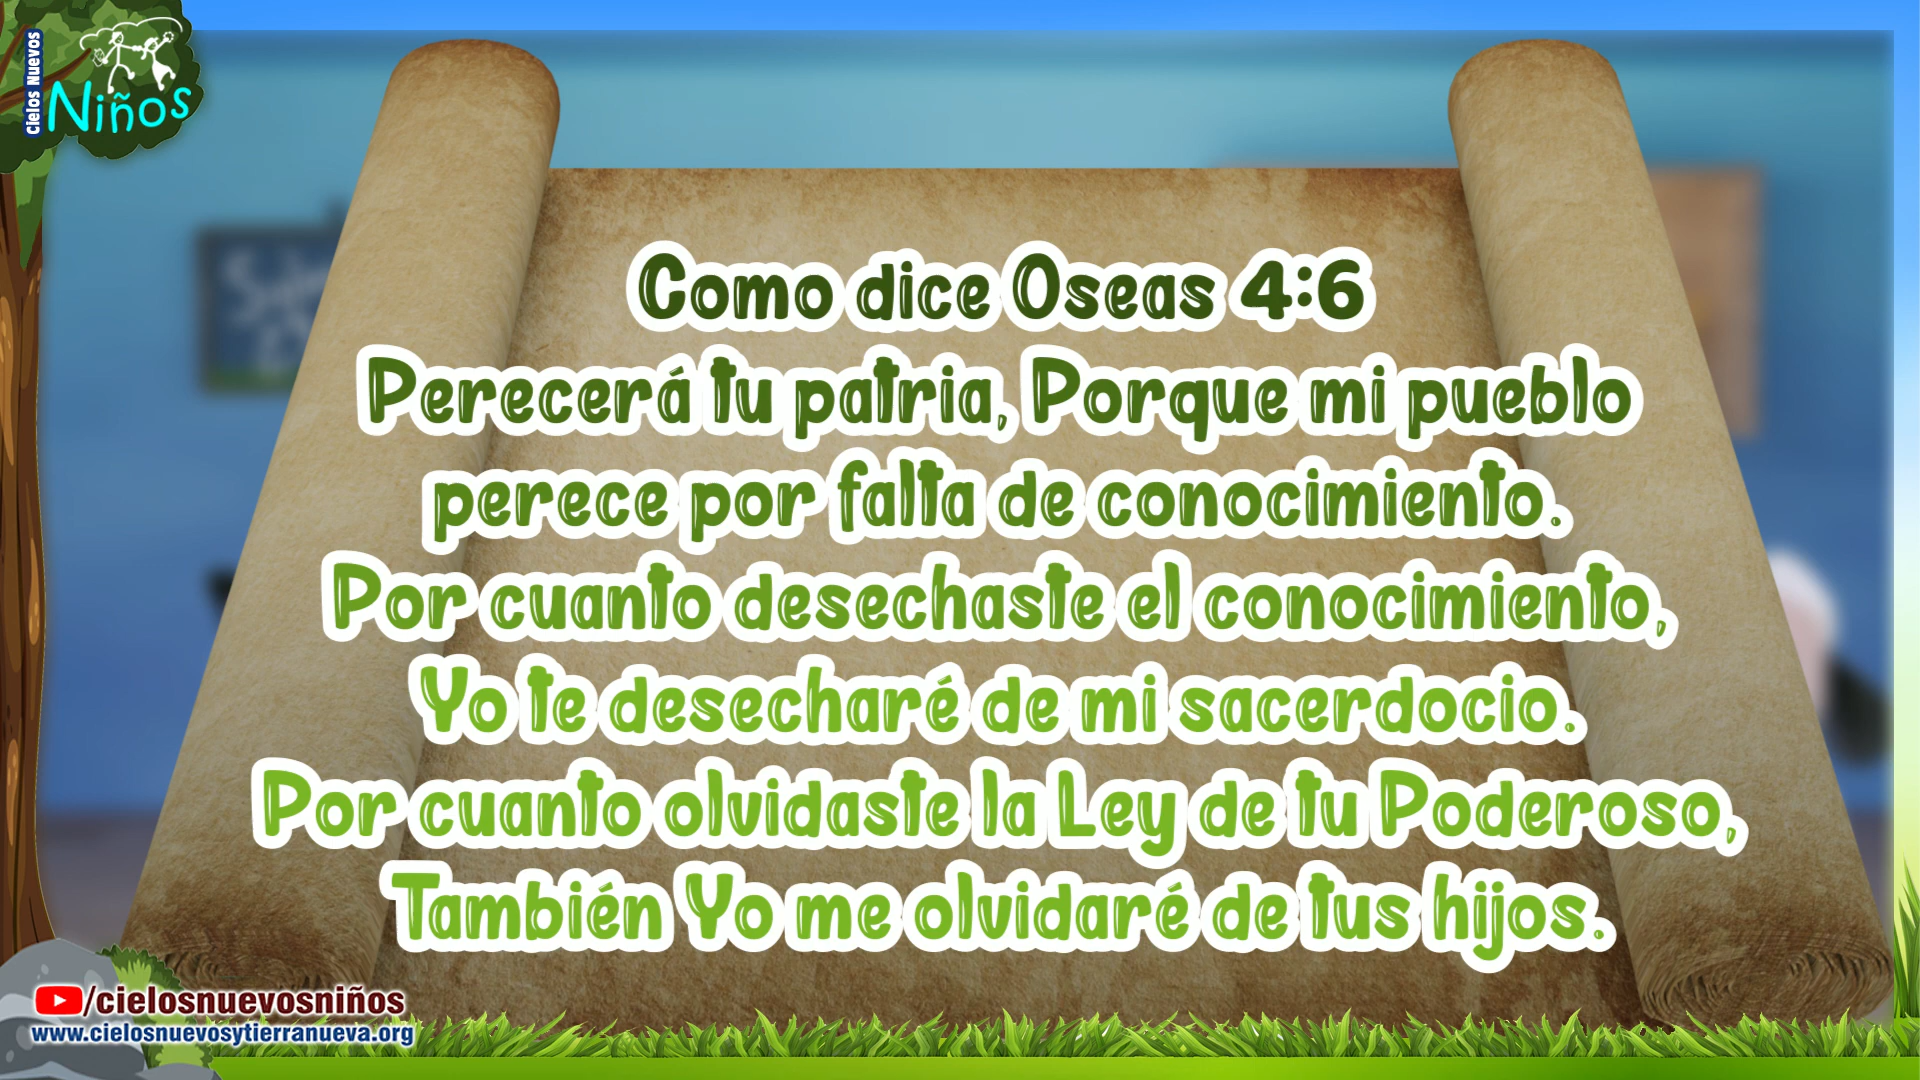 Cielos Nuevos
Niños
Como dice Oseas 4:6
Perecerá tu patria, Porque mi pueblo
perece por falta de conocimiento.
Por cuanto desechaste el conocimiento,
Yo te desecharé de mi sacerdocio.
Por cuanto olvidaste la Ley de tu Poderoso,
También Yo me olvidaré de tus hijos.
/cielosnuevosniños
www.cielosnuevosytierranueva.org